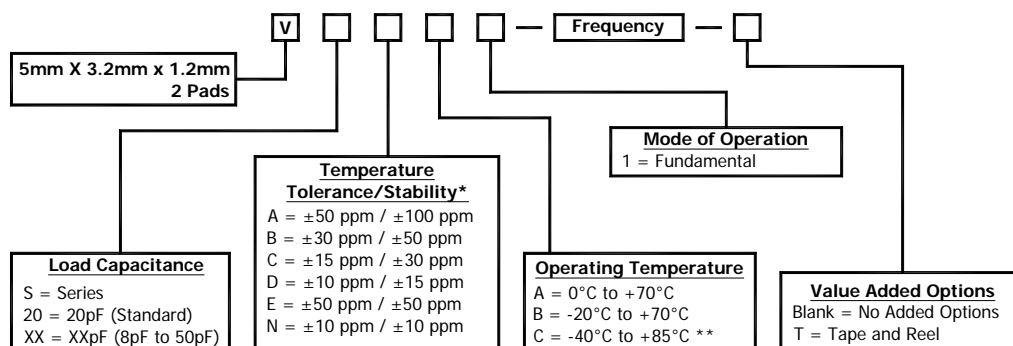 V — Frequency —
5mm X 3.2mm x 1.2mm
2 Pads
Mode of Operation
1 = Fundamental
Temperature
Tolerance/Stability*
A = ±50 ppm / ±100 ppm
B = ±30 ppm / ±50 ppm
C = ±15 ppm / ±30 ppm
D = ±10 ppm / ±15 ppm
E = ±50 ppm / ±50 ppm
N = ±10 ppm / ±10 ppm
Load Capacitance
S = Series
20 = 20pF (Standard)
XX = XXpF (8pF to 50pF)
Operating Temperature
A = 0°C to +70°C
B = -20°C to +70°C
C = -40°C to +85°C **
Value Added Options
Blank = No Added Options
T = Tape and Reel